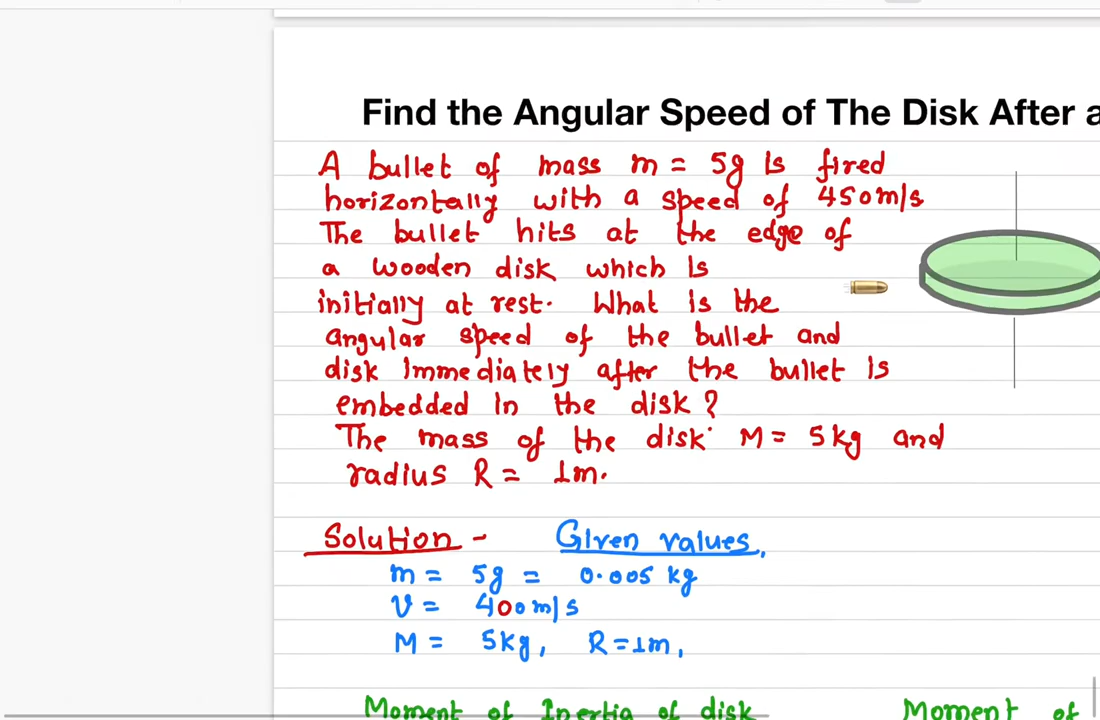 Find the Angular Speed of The Disk After a
A bullet of mass m = 5g is fired
horizontally with a speed of 450m/s
The bullet hits at the edge of
a wooden disk which is
initially at rest. What is the
angular speed of the bullet and
disk immediately after the bullet is
embedded in the disk?
The mass of the disk M = 5kg and
radius R = 1m.
Solution - Given values,
m = 5g = 0.005 kg
v = 400m/s
M = 5kg, R=1m,
Moment of Inertia of disk Moment of